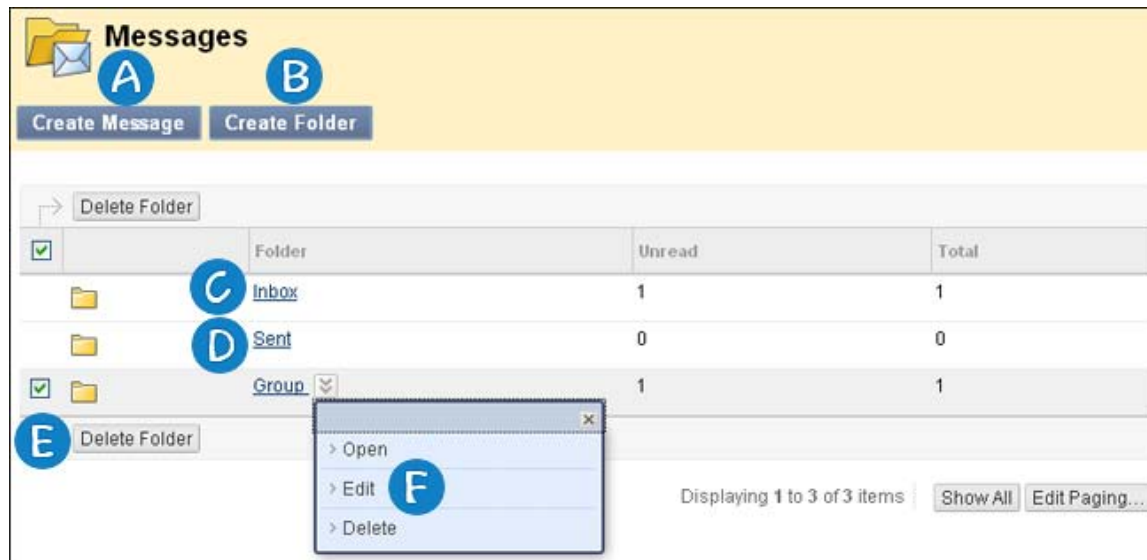 Messages
A B
Create Message Create Folder
Delete Folder
Folder Unread Total
C Inbox 1 1
D Sent 0 0
Group 1 1
E Delete Folder
> Open
> Edit F
> Delete
Displaying 1 to 3 of 3 items Show All Edit Paging...